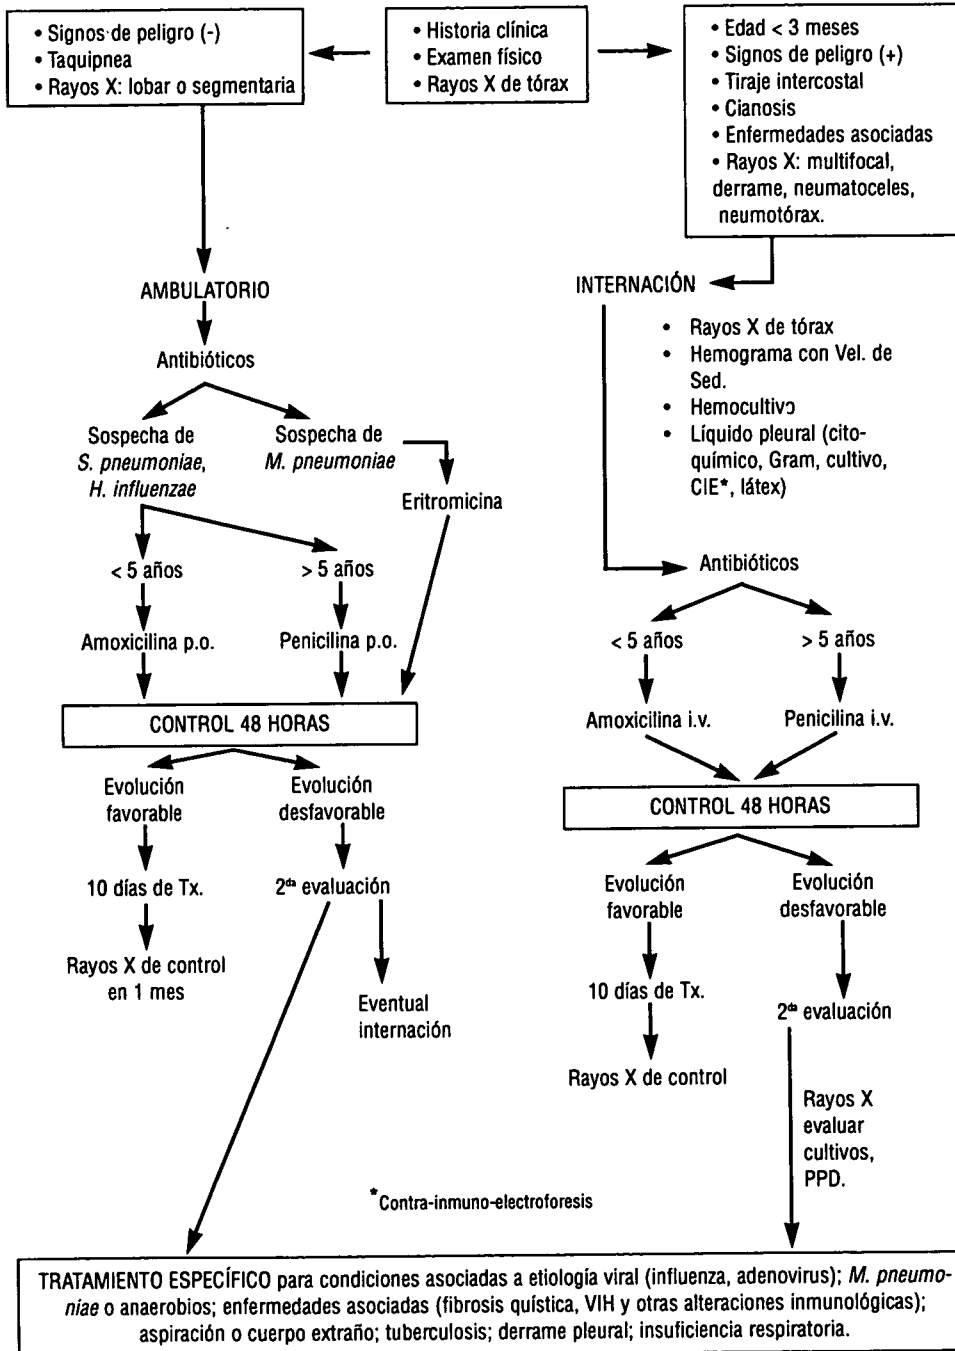 • Signos de peligro (-)
• Taquipnea
• Rayos X: lobar o segmentaria
• Historia clínica
• Examen físico
• Rayos X de tórax
• Edad < 3 meses
• Signos de peligro (+)
• Tiraje intercostal
• Cianosis
• Enfermedades asociadas
• Rayos X: multifocal,
derrame, neumatoceles,
neumotórax.
AMBULATORIO
Antibióticos
Sospecha de
S. pneumoniae,
H. influenzae
Sospecha de
M. pneumoniae
Eritromicina
< 5 años
> 5 años
Amoxicilina p.o.
Penicilina p.o.
CONTROL 48 HORAS
Evolución
favorable
Evolución
desfavorable
10 días de Tx.
2da evaluación
Rayos X de control
en 1 mes
Eventual
internación
INTERNACIÓN
• Rayos X de tórax
• Hemograma con Vel. de
Sed.
• Hemocultivo
• Líquido pleural (cito-
químico, Gram, cultivo,
CIE*, látex)
Antibióticos
< 5 años
> 5 años
Amoxicilina i.v.
Penicilina i.v.
CONTROL 48 HORAS
Evolución
favorable
Evolución
desfavorable
10 días de Tx.
2da evaluación
Rayos X de control
Rayos X
evaluar
cultivos,
PPD.
*Contra-inmuno-electroforesis
TRATAMIENTO ESPECÍFICO para condiciones asociadas a etiología viral (influenza, adenovirus); M. pneumo-
niae o anaerobios; enfermedades asociadas (fibrosis quística, VIH y otras alteraciones inmunológicas);
aspiración o cuerpo extraño; tuberculosis; derrame pleural; insuficiencia respiratoria.